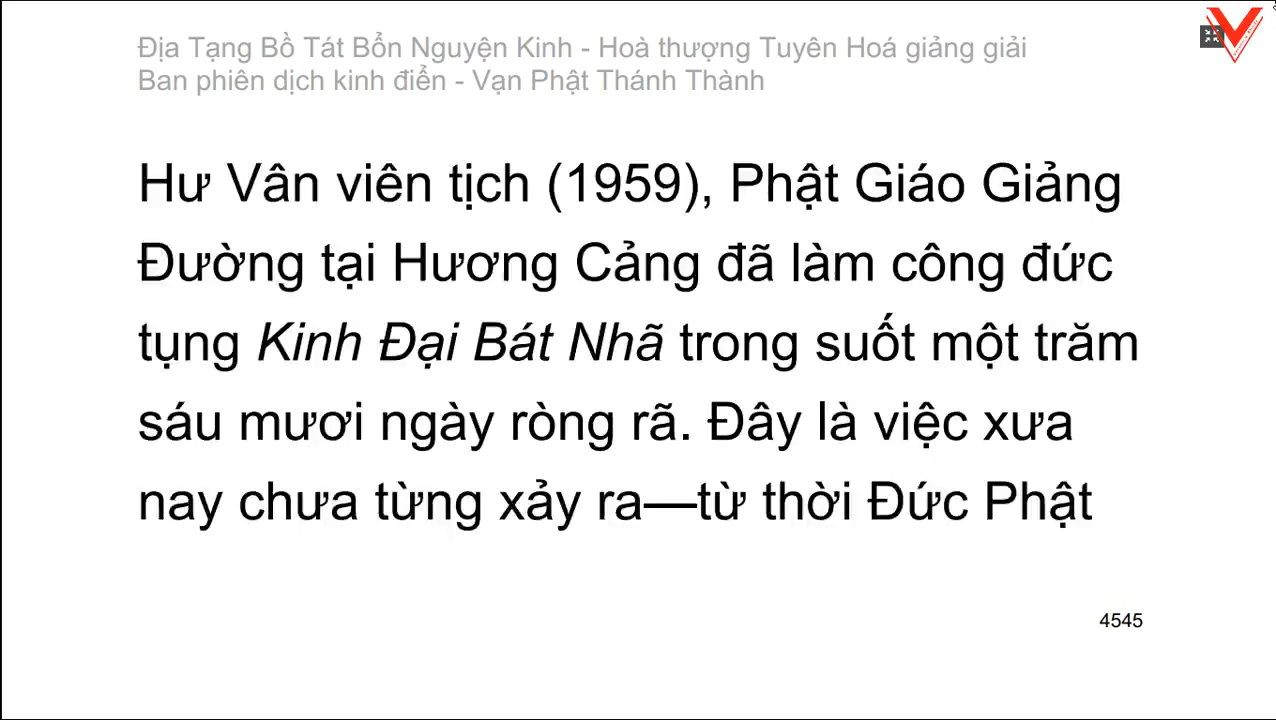 Địa Tạng Bồ Tát Bổn Nguyện Kinh - Hoà thượng Tuyên Hoá giảng giải
Ban phiên dịch kinh điển - Vạn Phật Thánh Thành
Hư Vân viên tịch (1959), Phật Giáo Giảng
Đường tại Hương Cảng đã làm công đức
tụng Kinh Đại Bát Nhã trong suốt một trăm
sáu mươi ngày ròng rã. Đây là việc xưa
nay chưa từng xảy ra—từ thời Đức Phật
4545